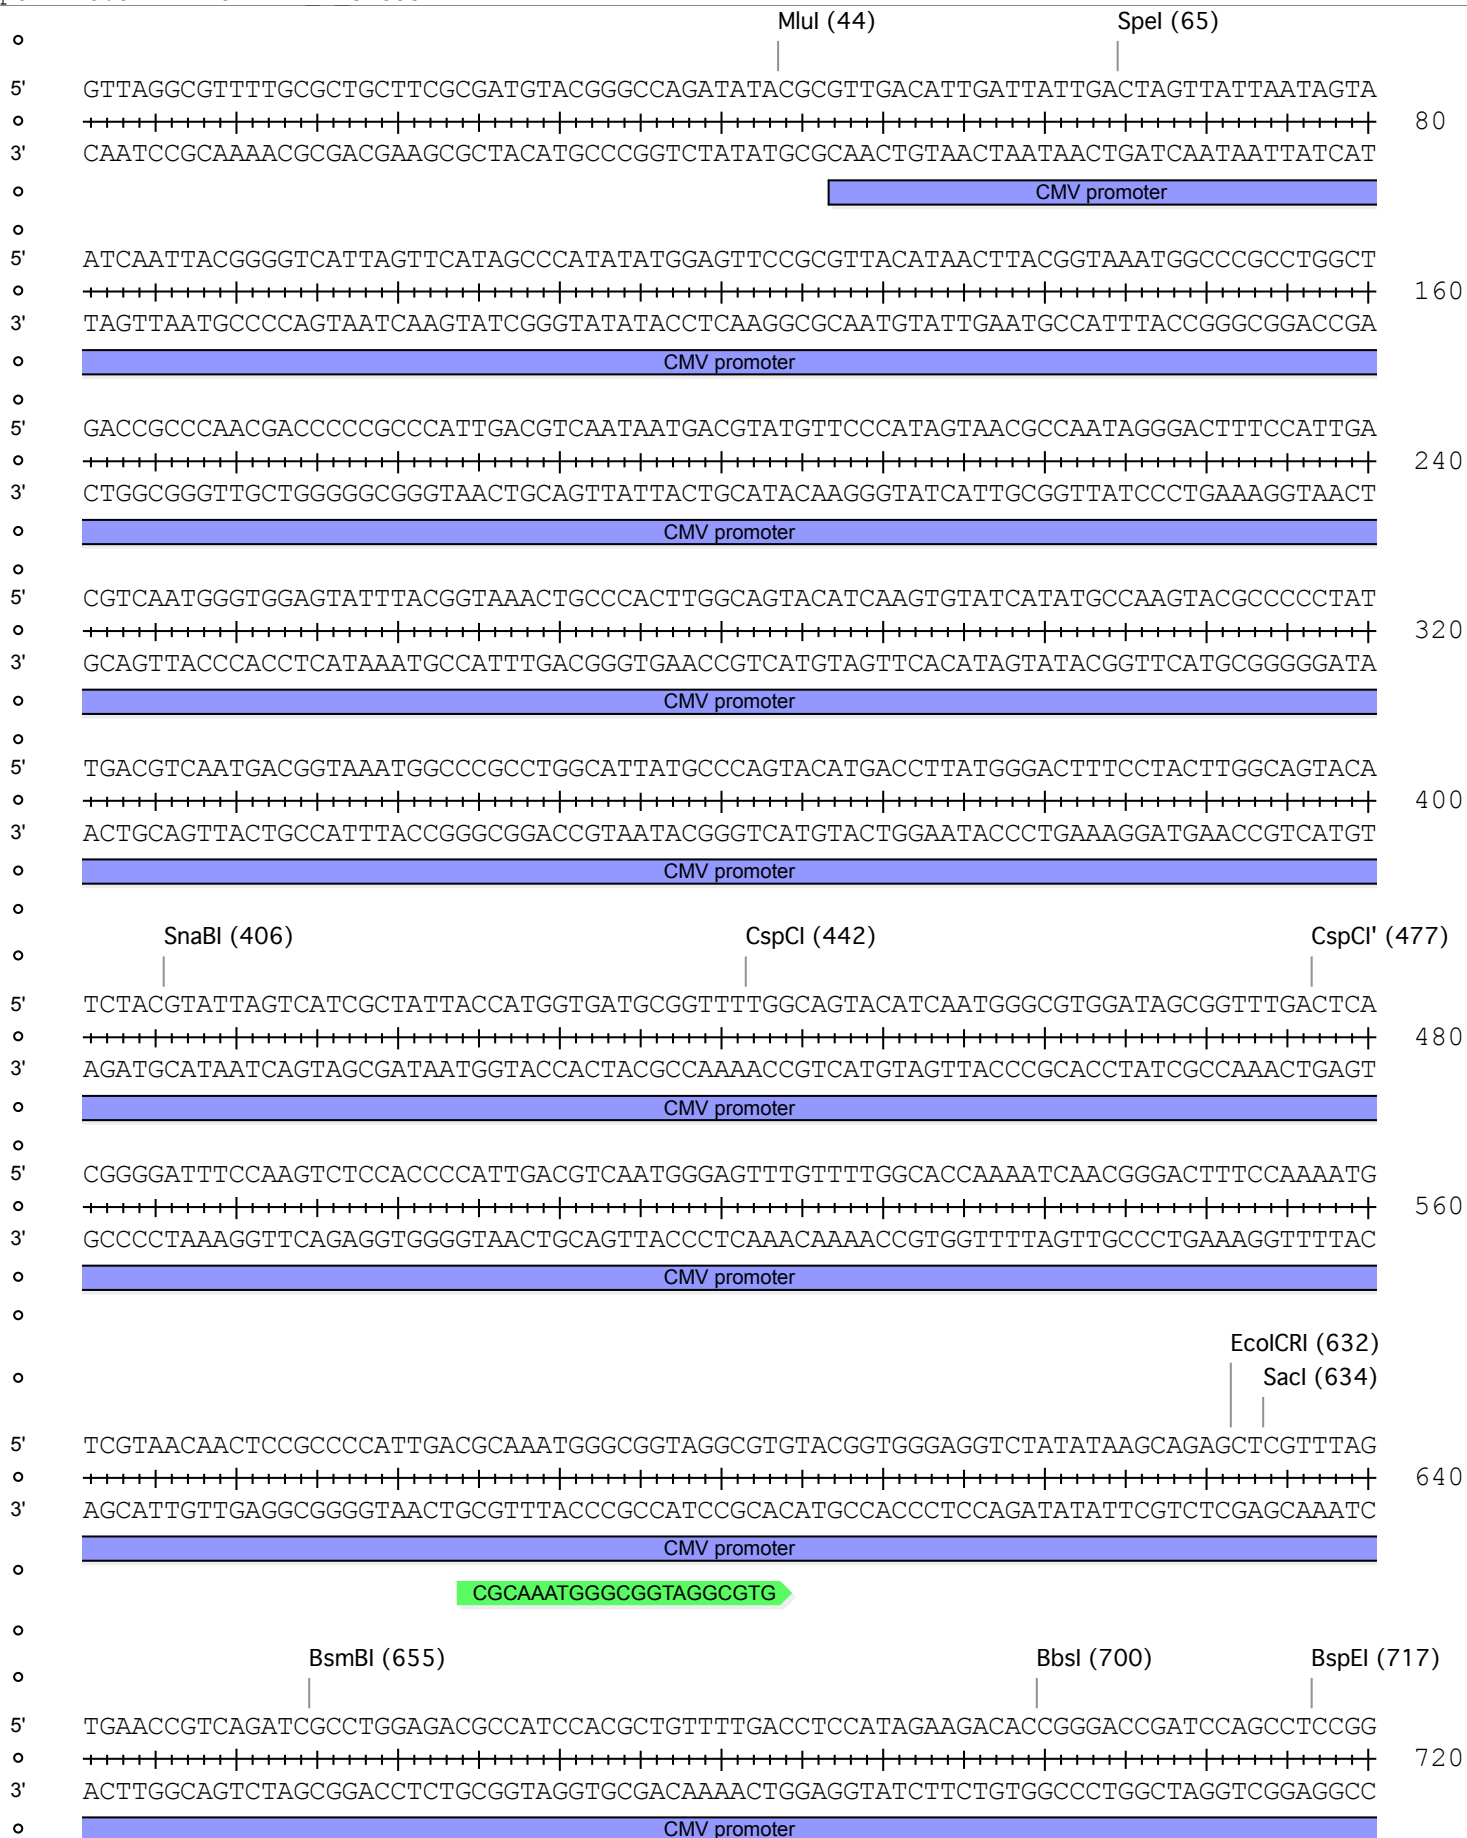 MluI (44) SpeI (65)
5' GTTAGGCGTTTTGCGCTGCTTCGCGATGTACGGGCCAGATATACGCGTTGACATTGATTATTGACTAGTTATTAATAGTA
80
3' CAATCCGCAAAACGCGACGAAGCGCTACATGCCCGGTCTATATGCGCAACTGTAACTAATAACTGATCAATAATTATCAT
CMV promoter
5' ATCAATTACGGGGTCATTAGTTCATAGCCCATATATGGAGTTCCGCGTTACATAACTTACGGTAAATGGCCCGCCTGGCT
160
3' TAGTTAATGCCCCAGTAATCAAGTATCGGGTATATACCTCAAGGCGCAATGTATTGAATGCCATTTACCGGGCGGACCGA
CMV promoter
5' GACCGCCCAACGACCCCCGCCCATTGACGTCAATAATGACGTATGTTCCCATAGTAACGCCAATAGGGACTTTCCATTGA
240
3' CTGGCGGGTTGCTGGGGGCGGGTAACTGCAGTTATTACTGCATACAAGGGTATCATTGCGGTTATCCCTGAAAGGTAACT
CMV promoter
5' CGTCAATGGGTGGAGTATTTACGGTAAACTGCCCACTTGGCAGTACATCAAGTGTATCATATGCCAAGTACGCCCCCTAT
320
3' GCAGTTACCCACCTCATAAATGCCATTTGACGGGTGAACCGTCATGTAGTTCACATAGTATACGGTTCATGCGGGGGATA
CMV promoter
5' TGACGTCAATGACGGTAAATGGCCCGCCTGGCATTATGCCCAGTACATGACCTTATGGGACTTTCCTACTTGGCAGTACA
400
3' ACTGCAGTTACTGCCATTTACCGGGCGGACCGTAATACGGGTCATGTACTGGAATACCCTGAAAGGATGAACCGTCATGT
CMV promoter
SnaBI (406) CspCI (442) CspCI' (477)
5' TCTACGTATTAGTCATCGCTATTACCATGGTGATGCGGTTTTGGCAGTACATCAATGGGCGTGGATAGCGGTTTGACTCA
480
3' AGATGCATAATCAGTAGCGATAATGGTACCACTACGCCAAAACCGTCATGTAGTTACCCGCACCTATCGCCAAACTGAGT
CMV promoter
5' CGGGGATTTCCAAGTCTCCACCCCATTGACGTCAATGGGAGTTTGTTTTGGCACCAAAATCAACGGGACTTTCCAAAATG
560
3' GCCCCTAAAGGTTCAGAGGTGGGGTAACTGCAGTTACCCTCAAACAAAACCGTGGTTTTAGTTGCCCTGAAAGGTTTTAC
CMV promoter
EcoICRI (632)
SacI (634)
5' TCGTAACAACTCCGCCCCATTGACGCAAATGGGCGGTAGGCGTGTACGGTGGGAGGTCTATATAAGCAGAGCTCGTTTAG
640
3' AGCATTGTTGAGGCGGGGTAACTGCGTTTACCCGCCATCCGCACATGCCACCCTCCAGATATATTCGTCTCGAGCAAATC
CMV promoter
CGCAAATGGGCGGTAGGCGTG
BsmBI (655) BbsI (700) BspEI (717)
5' TGAACCGTCAGATCGCCTGGAGACGCCATCCACGCTGTTTTGACCTCCATAGAAGACACCGGGACCGATCCAGCCTCCGG
720
3' ACTTGGCAGTCTAGCGGACCTCTGCGGTAGGTGCGACAAAACTGGAGGTATCTTCTGTGGCCCTGGCTAGGTCGGAGGCC
CMV promoter